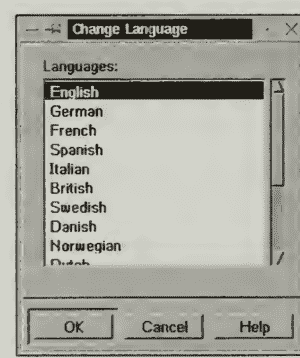 Change Language
Languages:
English
German
French
Spanish
Italian
British
Swedish
Danish
Norwegian
OK Cancel Help